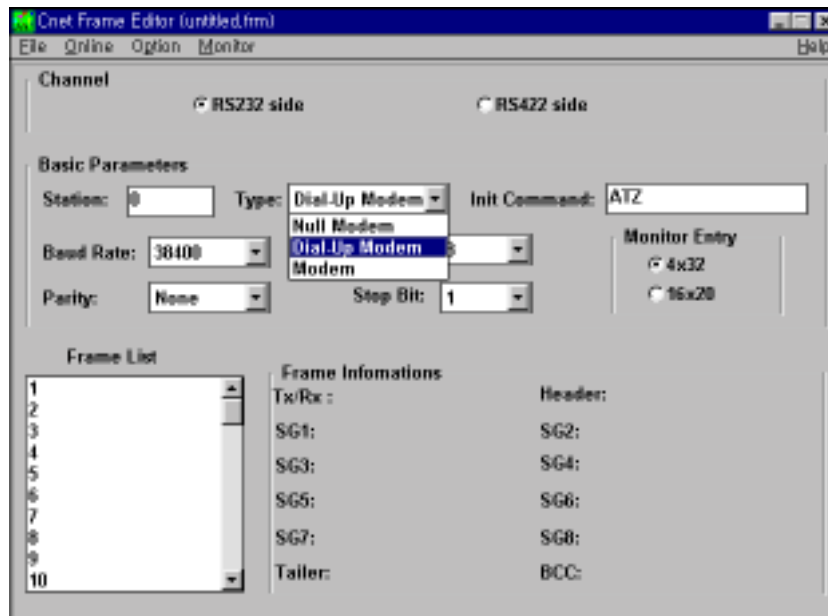 Cnet Frame Editor (untitled.frm)
File Online Option Monitor Help
Channel
RS232 side RS422 side
Basic Parameters
Station: 0 Type: Dial-Up Modem Init Command: ATZ
Null Modem
Dial-Up Modem
Modem
Baud Rate: 38400 8
Monitor Entry
4x32
16x20
Parity: None Stop Bit: 1
Frame List
1
2
3
4
5
6
7
8
9
10
Frame Infomations
Tx/Rx : Header:
SG1: SG2:
SG3: SG4:
SG5: SG6:
SG7: SG8:
Tailer: BCC: